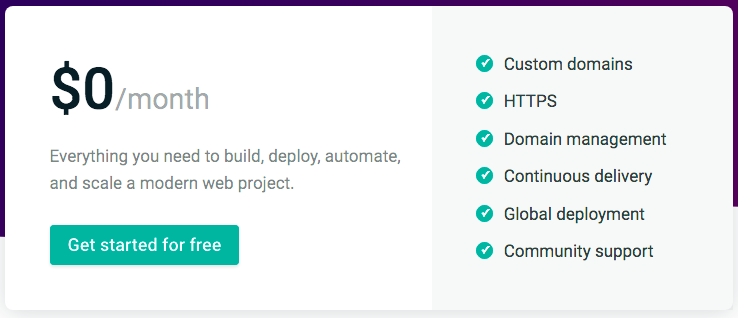 $0/month
Everything you need to build, deploy, automate,
and scale a modern web project.
Get started for free
Custom domains
HTTPS
Domain management
Continuous delivery
Global deployment
Community support